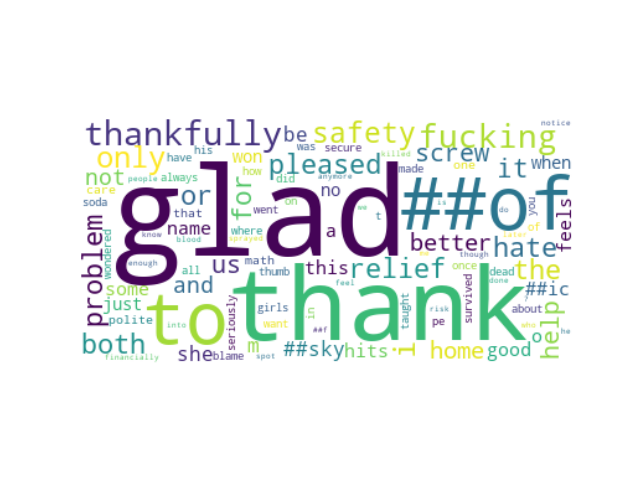 notice
thankfully be safety fucking
only have his was secure killed made screw one it when
not people always how won pleased no
care soda or for glad ##of
that name where went on a t is do you of feels
problem wondered know blood sprayed did anymore we better hate later
enough all us math this relief once though dead done the
some and thumb feel ##ic
just to girls in thank taught risk survived about
polite into seriously want ##f pe who o help
both she blame m ##sky hits i home good he
financially spot me